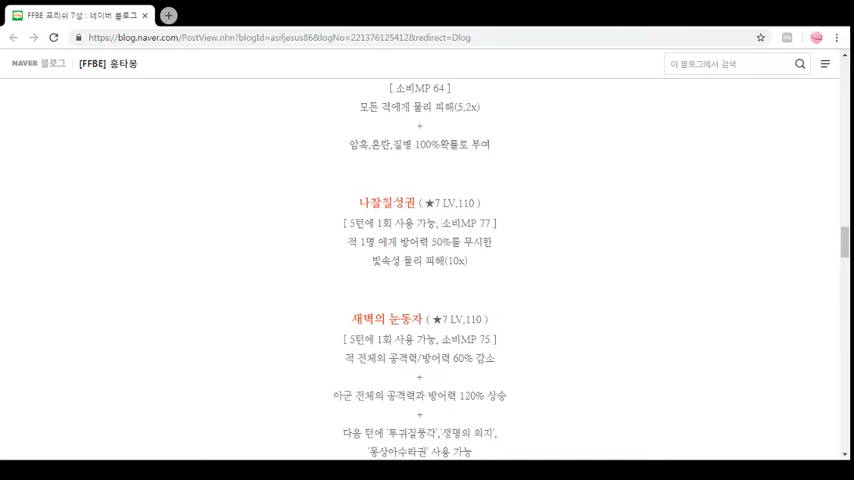 FFBE 프리쉬 7성 : 네이버 블로그
https://blog.naver.com/PostView.nhn?blogId=asifjesus86&logNo=221376125412&redirect=Dlog
NAVER 블로그 [FFBE] 홍타몽
이 블로그에서 검색
[ 소비MP 64 ]
모든 적에게 물리 피해(5.2x)
+
암흑,혼란,질병 100%확률로 부여
나찰칠성권 ( ★7 LV.110 )
[ 5턴에 1회 사용 가능, 소비MP 77 ]
적 1명 에게 방어력 50%를 무시한
빛속성 물리 피해(10x)
새벽의 눈동자 ( ★7 LV.110 )
[ 5턴에 1회 사용 가능, 소비MP 75 ]
적 전체의 공격력/방어력 60% 감소
+
아군 전체의 공격력과 방어력 120% 상승
+
다음 턴에 '투귀질풍각','생명의 의지',
'몽상아수라권' 사용 가능